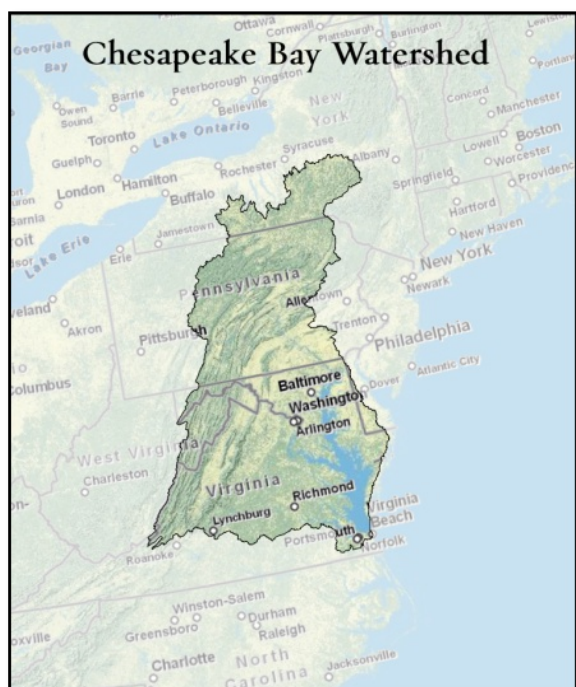 Chesapeake Bay Watershed
Ottawa
Cornwall
Plattsburgh
Burlington
Lewiston
Georgian
Bay
Portland
Barrie
Peterborough
Kingston
Owen
Sound
Belleville
New
York
Concord
Manchester
Toronto
Lake Ontario
Guelph
Syracuse
Albany
Lowell
Boston
Rochester
Worcester
London
Hamilton
Buffalo
Springfield
Providence
Sarnia
Hartford
Jamestown
New Haven
Lake Erie
Erie
New York
Newark
Pennsylvania
Allentown
Akron
Trenton
Pittsburgh
Philadelphia
Atlantic City
Columbus
Baltimore
Dover
Washington
Arlington
West Virginia
Charleston
Virginia
Richmond
Lynchburg
Virginia
Beach
Portsmouth
Norfolk
Roanoke
Winston-Salem
Durham
Greensboro
Raleigh
Charlotte
North
Carolina
Jacksonville